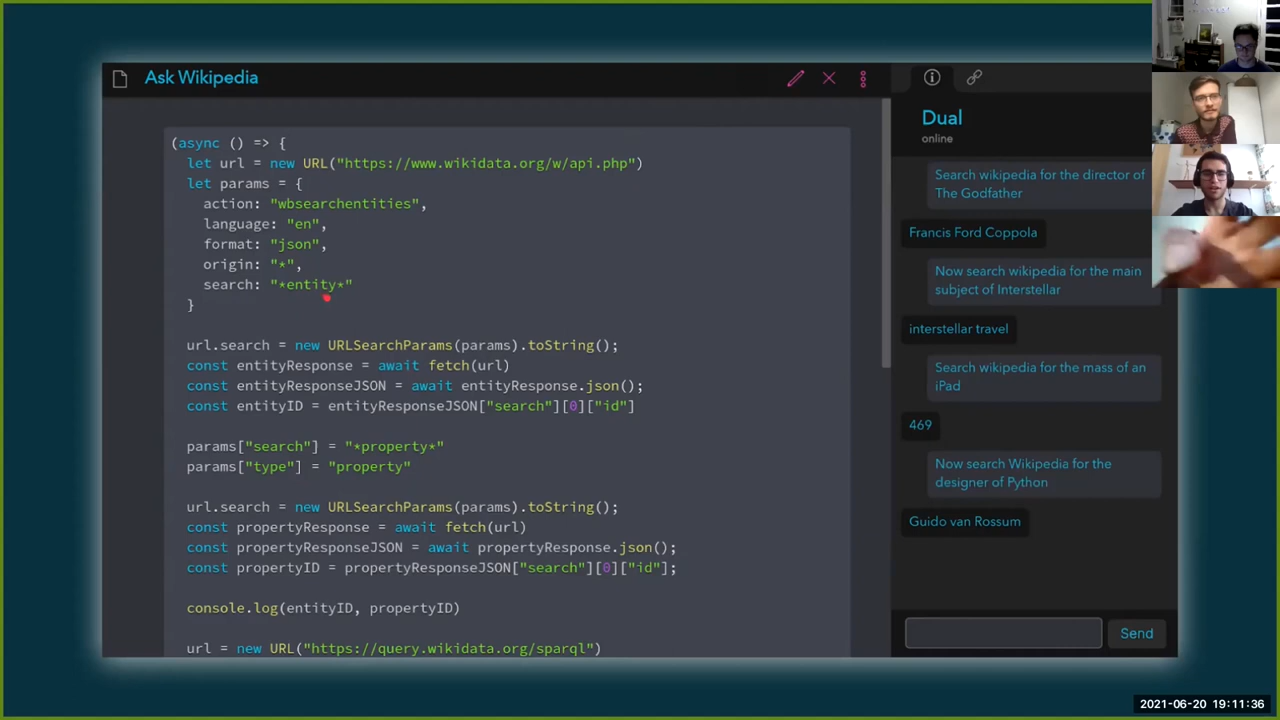 Ask Wikipedia
(async () => {
let url = new URL("https://www.wikidata.org/w/api.php")
let params = {
action: "wbsearchentities",
language: "en",
format: "json",
origin: "*",
search: "*entity*"
}
url.search = new URLSearchParams(params).toString();
const entityResponse = await fetch(url)
const entityResponseJSON = await entityResponse.json();
const entityID = entityResponseJSON["search"][0]["id"]
params["search"] = "*property*"
params["type"] = "property"
url.search = new URLSearchParams(params).toString();
const propertyResponse = await fetch(url)
const propertyResponseJSON = await propertyResponse.json();
const propertyID = propertyResponseJSON["search"][0]["id"];
console.log(entityID, propertyID)
url = new URL("https://query.wikidata.org/sparql")
Dual
online
Search wikipedia for the director of
The Godfather
Francis Ford Coppola
Now search wikipedia for the main
subject of Interstellar
interstellar travel
Search wikipedia for the mass of an
iPad
469
Now search Wikipedia for the
designer of Python
Guido van Rossum
Send
2021-06-20 19:11:36